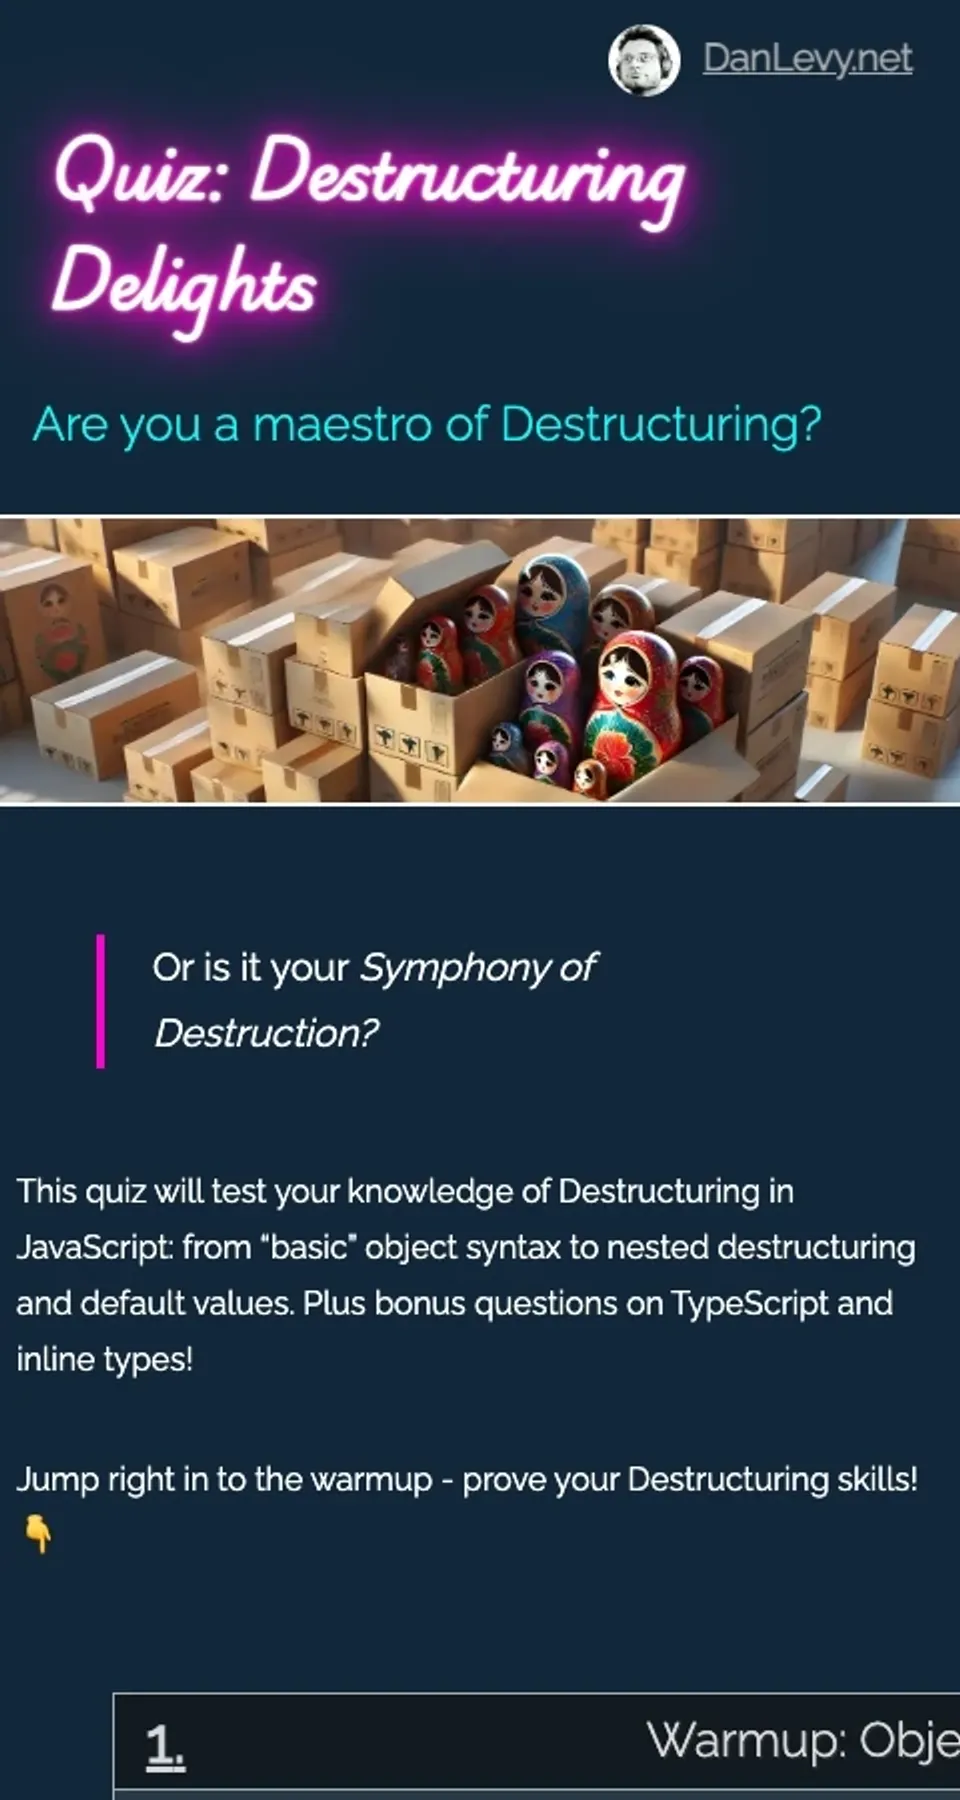 DanLevy.net
Quiz: Destructuring
Delights
Are you a maestro of Destructuring?
Or is it your Symphony of
Destruction?
This quiz will test your knowledge of Destructuring in
JavaScript: from “basic” object syntax to nested destructuring
and default values. Plus bonus questions on TypeScript and
inline types!
Jump right in to the warmup - prove your Destructuring skills!
👇
1. Warmup: Obje